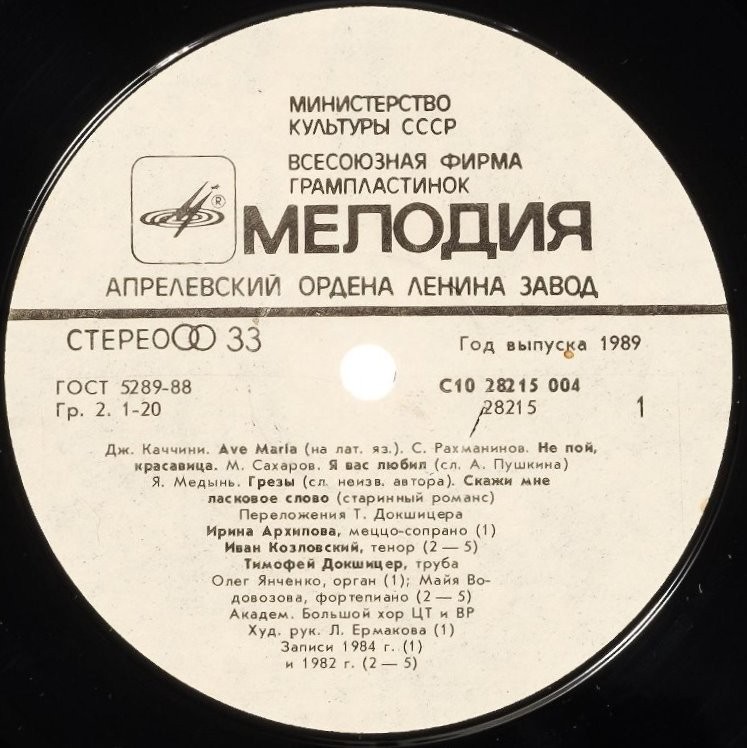 МИНИСТЕРСТВО
КУЛЬТУРЫ СССР
ВСЕСОЮЗНАЯ ФИРМА
ГРАМПЛАСТИНОК
®
МЕЛОДИЯ
АПРЕЛЕВСКИЙ ОРДЕНА ЛЕНИНА ЗАВОД
СТЕРЕО 33
Год выпуска 1989
ГОСТ 5289-88
Гр. 2. 1-20
С10 28215 004
28215
1
Дж. Каччини. Ave Maria (на лат. яз.). С. Рахманинов. Не пой,
красавица. М. Сахаров. Я вас любил (сл. А. Пушкина)
Я. Медынь. Грезы (сл. неизв. автора). Скажи мне
ласковое слово (старинный романс)
Переложения Т. Докшицера
Ирина Архипова, меццо-сопрано (1)
Иван Козловский, тенор (2 — 5)
Тимофей Докшицер, труба
Олег Янченко, орган (1); Майя Во-
довозова, фортепиано (2 — 5)
Академ. Большой хор ЦТ и ВР
Худ. рук. Л. Ермакова (1)
Записи 1984 г. (1)
и 1982 г. (2 — 5)